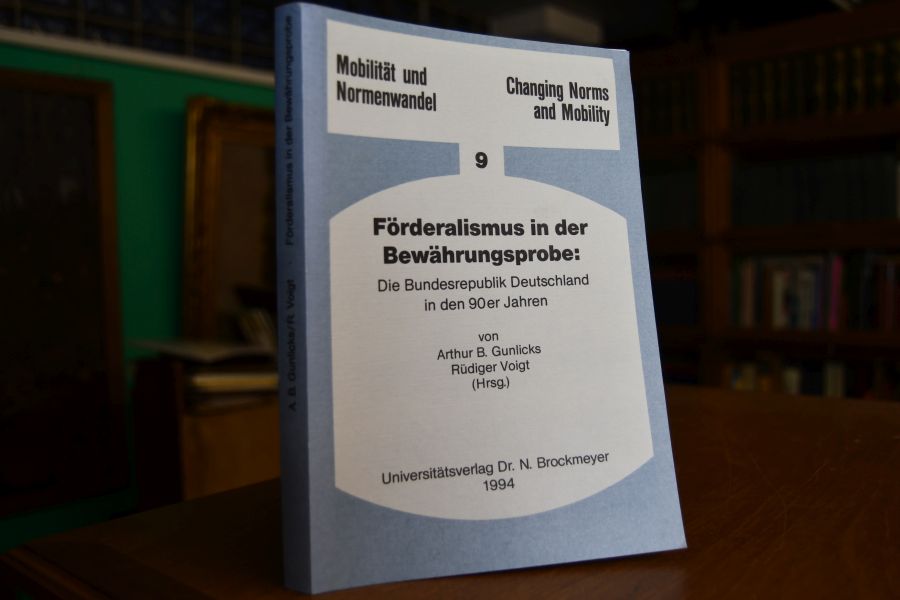 Mobilität und
Normenwandel
Changing Norms
and Mobility
9
Förderalismus in der
Bewährungsprobe:
Die Bundesrepublik Deutschland
in den 90er Jahren
von
Arthur B. Gunlicks
Rüdiger Voigt
(Hrsg.)
Universitätsverlag Dr. N. Brockmeyer
1994
A. B. Gunlicks/R. Voigt · Förderalismus in der Bewährungsprobe